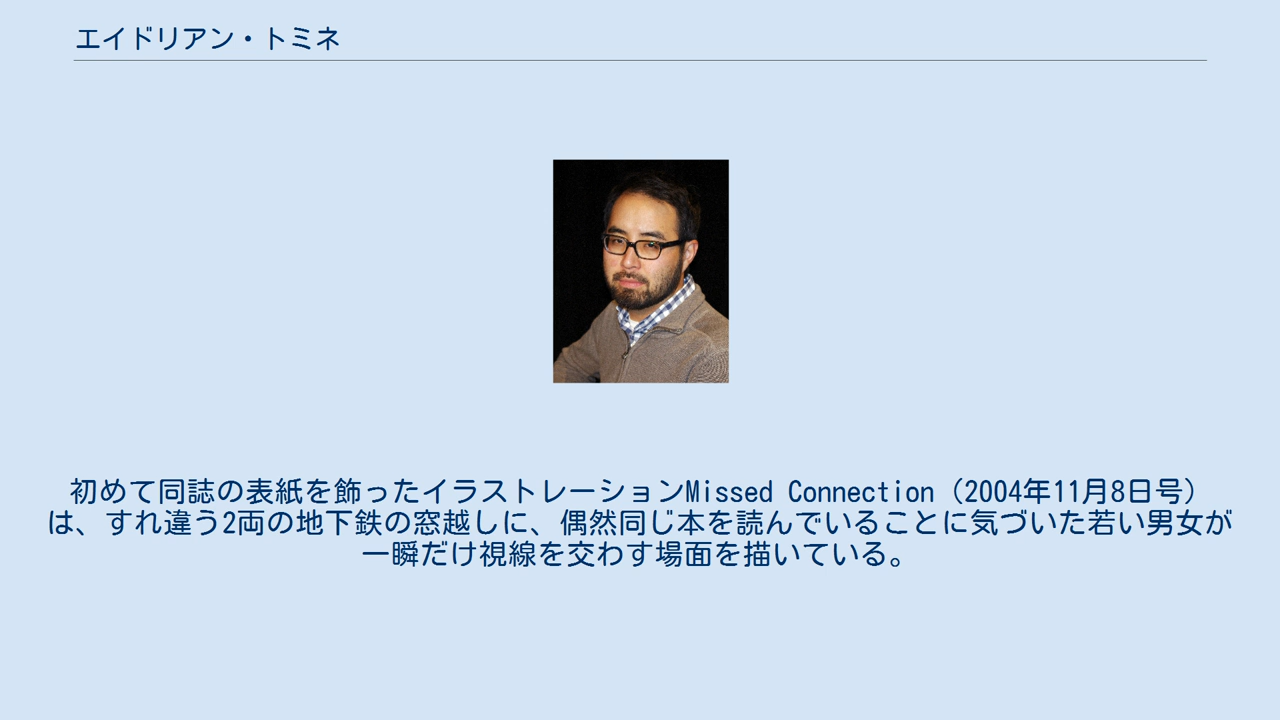 エイドリアン・トミネ
初めて同誌の表紙を飾ったイラストレーションMissed Connection（2004年11月8日号）
は、すれ違う2両の地下鉄の窓越しに、偶然同じ本を読んでいることに気づいた若い男女が
一瞬だけ視線を交わす場面を描いている。